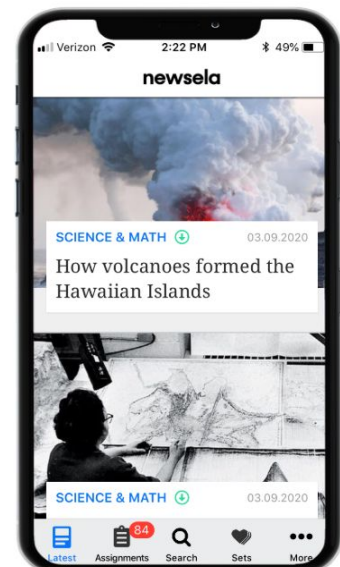 Verizon 2:22 PM 49%
newsela
SCIENCE & MATH 03.09.2020
How volcanoes formed the
Hawaiian Islands
SCIENCE & MATH 03.09.2020
84
Latest Assignments Search Sets More